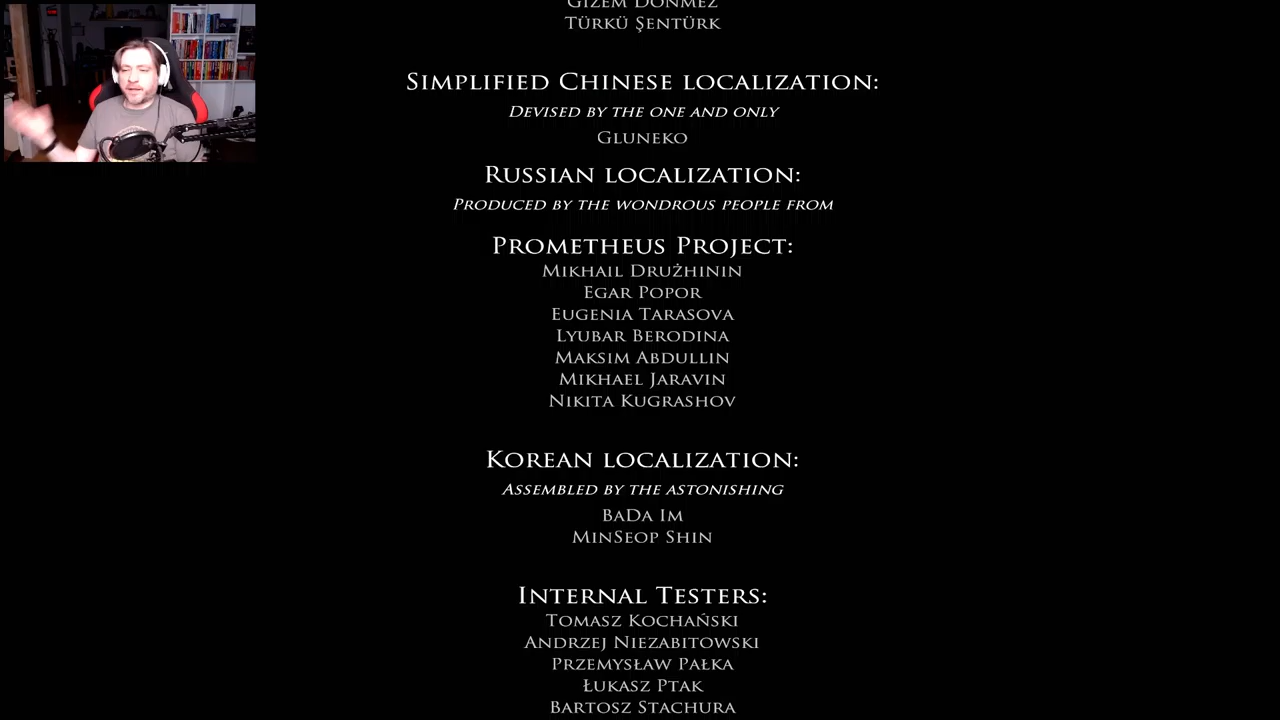 Gizem Dönmez
Türkü Şentürk
Simplified Chinese localization:
Devised by the one and only
Gluneko
Russian localization:
Produced by the wondrous people from
Prometheus Project:
Mikhail Drużhinin
Egar Popor
Eugenia Tarasova
Lyubar Berodina
Maksim Abdullin
Mikhael Jaravin
Nikita Kugrashov
Korean localization:
Assembled by the astonishing
BaDa Im
MinSeop Shin
Internal Testers:
Tomasz Kochański
Andrzej Niezabitowski
Przemysław Pałka
Łukasz Ptak
Bartosz Stachura